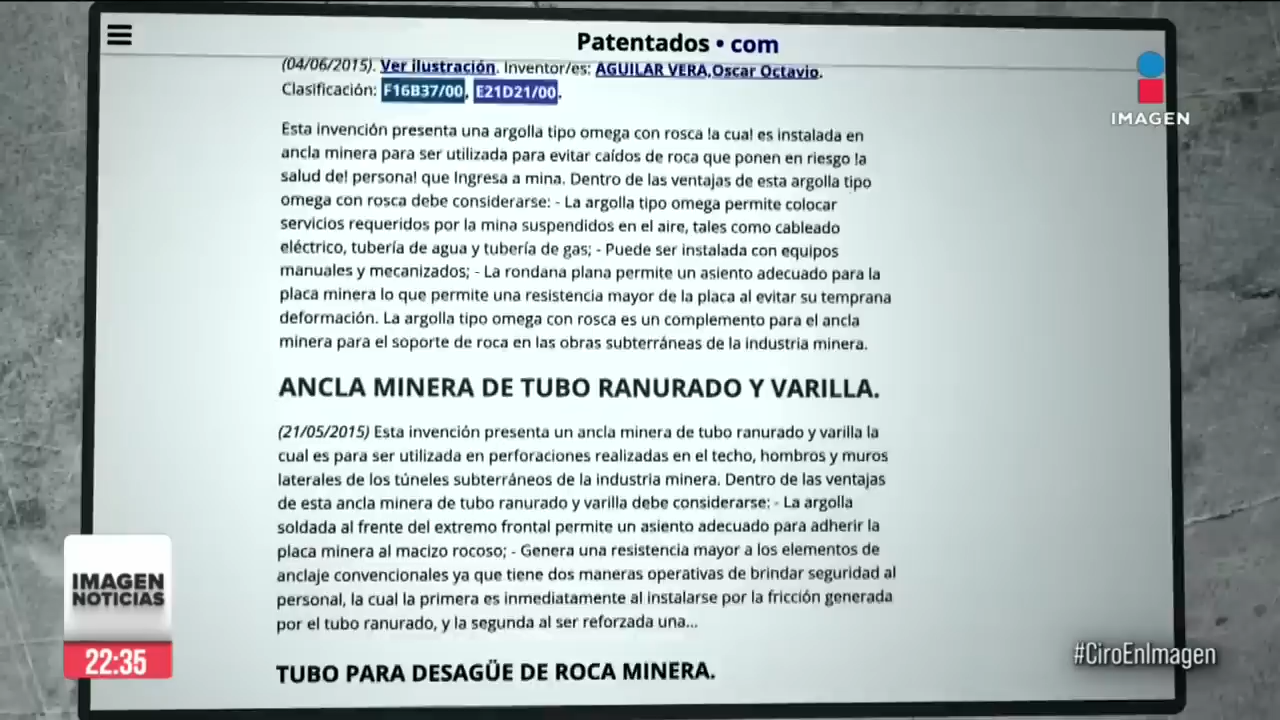 Patentados • com
(04/06/2015). Ver ilustración. Inventor/es: AGUILAR VERA,Oscar Octavio.
Clasificación: F16B37/00, E21D21/00.
IMAGEN
Esta invención presenta una argolla tipo omega con rosca !a cua! es instalada en
ancla minera para ser utilizada para evitar caídos de roca que ponen en riesgo !a
salud de! persona! que Ingresa a mina. Dentro de las ventajas de esta argolla tipo
omega con rosca debe considerarse: - La argolla tipo omega permite colocar
servicios requeridos por la mina suspendidos en el aire, tales como cableado
eléctrico, tubería de agua y tubería de gas; - Puede ser instalada con equipos
manuales y mecanizados; - La rondana plana permite un asiento adecuado para la
placa minera lo que permite una resistencia mayor de la placa al evitar su temprana
deformación. La argolla tipo omega con rosca es un complemento para el ancla
minera para el soporte de roca en las obras subterráneas de la industria minera.
ANCLA MINERA DE TUBO RANURADO Y VARILLA.
(21/05/2015) Esta invención presenta un ancla minera de tubo ranurado y varilla la
cual es para ser utilizada en perforaciones realizadas en el techo, hombros y muros
laterales de los túneles subterráneos de la industria minera. Dentro de las ventajas
de esta ancla minera de tubo ranurado y varilla debe considerarse: - La argolla
soldada al frente del extremo frontal permite un asiento adecuado para adherir la
placa minera al macizo rocoso; - Genera una resistencia mayor a los elementos de
anclaje convencionales ya que tiene dos maneras operativas de brindar seguridad al
personal, la cual la primera es inmediatamente al instalarse por la fricción generada
por el tubo ranurado, y la segunda al ser reforzada una...
TUBO PARA DESAGÜE DE ROCA MINERA.
IMAGEN
NOTICIAS
22:35
#CiroEnImagen